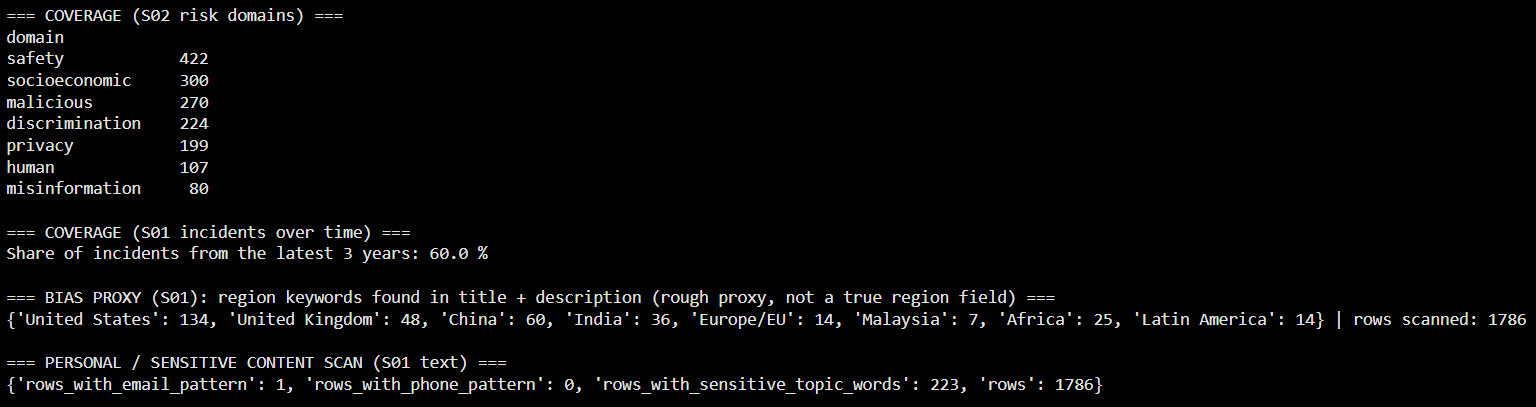 === COVERAGE (S02 risk domains) ===
domain
safety 422
socioeconomic 300
malicious 270
discrimination 224
privacy 199
human 107
misinformation 80
=== COVERAGE (S01 incidents over time) ===
Share of incidents from the latest 3 years: 60.0 %
=== BIAS PROXY (S01): region keywords found in title + description (rough proxy, not a true region field) ===
{'United States': 134, 'United Kingdom': 48, 'China': 60, 'India': 36, 'Europe/EU': 14, 'Malaysia': 7, 'Africa': 25, 'Latin America': 14} | rows scanned: 1786
=== PERSONAL / SENSITIVE CONTENT SCAN (S01 text) ===
{'rows_with_email_pattern': 1, 'rows_with_phone_pattern': 0, 'rows_with_sensitive_topic_words': 223, 'rows': 1786}